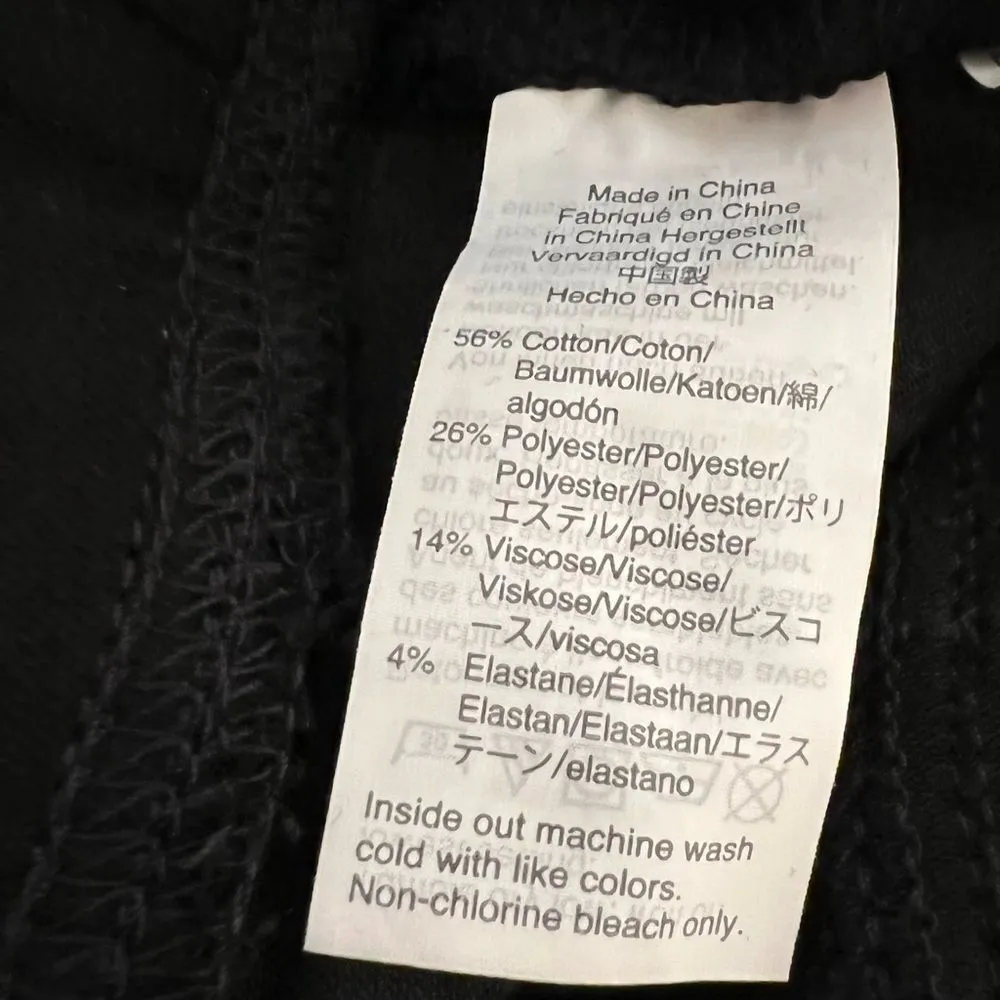 Made in China
Fabriqué en Chine
in China Hergestellt
Vervaardigd in China
中国製
Hecho en China
56% Cotton/Coton/
Baumwolle/Katoen/綿/
algodón
26% Polyester/Polyester/
Polyester/Polyester/ポリ
エステル/poliéster
14% Viscose/Viscose/
Viskose/Viscose/ビスコ
ース/viscosa
4% Elastane/Élasthanne/
Elastan/Elastaan/エラス
テーン/elastano
Inside out machine wash
cold with like colors.
Non-chlorine bleach only.